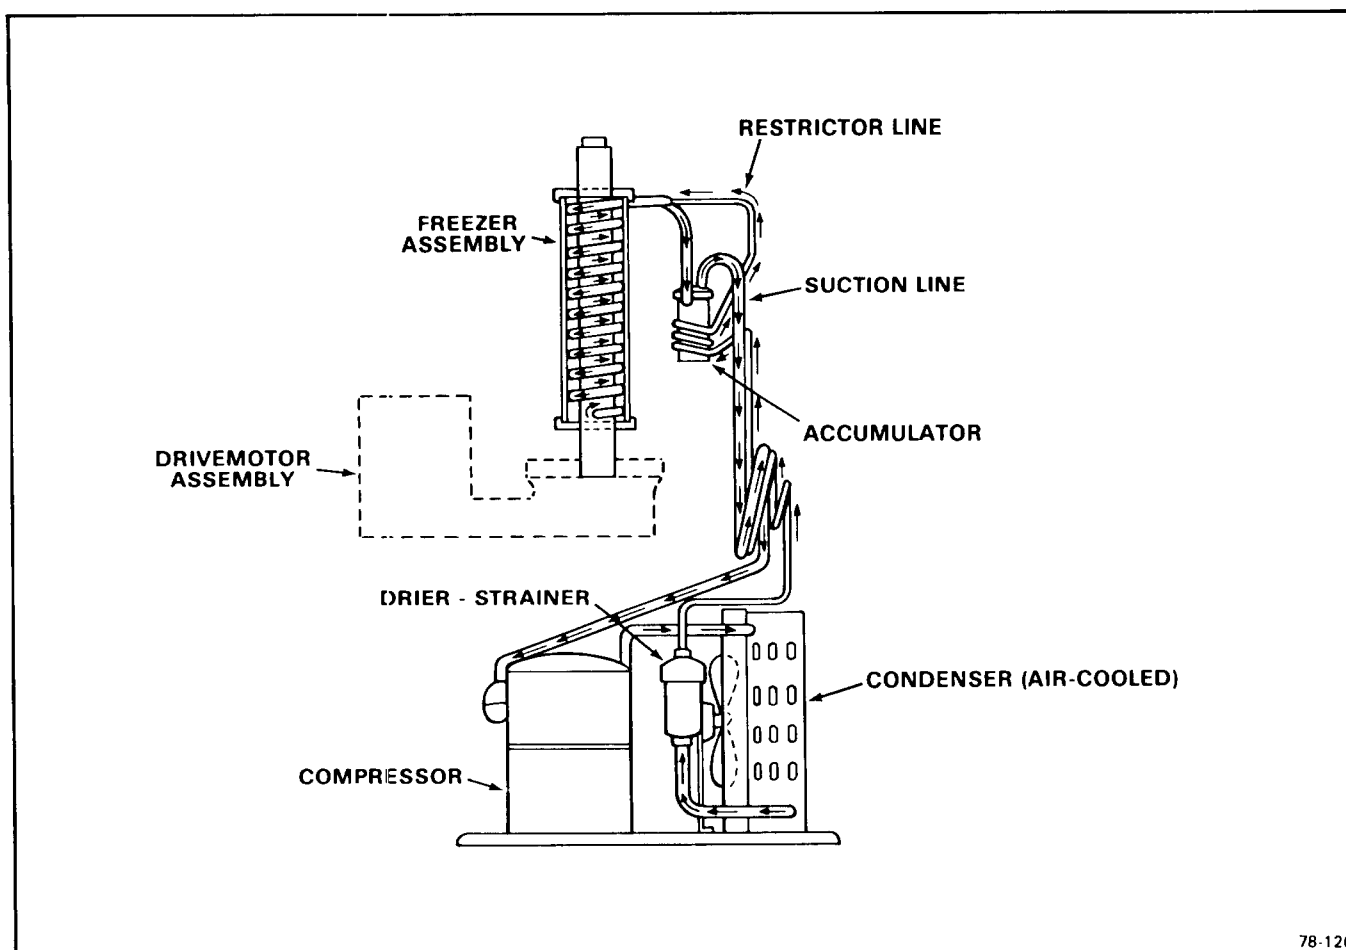 RESTRICTOR LINE
FREEZER
ASSEMBLY
SUCTION LINE
ACCUMULATOR
DRIVEMOTOR
ASSEMBLY
DRIER - STRAINER
CONDENSER (AIR-COOLED)
COMPRESSOR